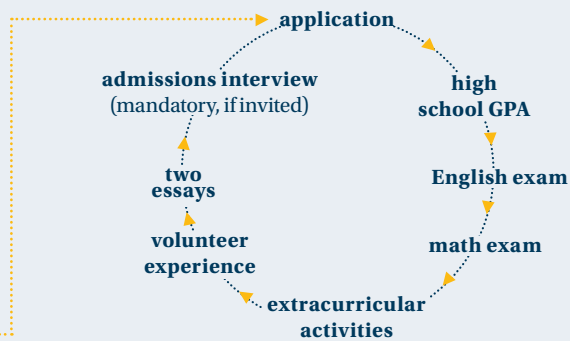 application
high
school GPA
English exam
math exam
extracurricular
activities
volunteer
experience
two
essays
admissions interview
(mandatory, if invited)